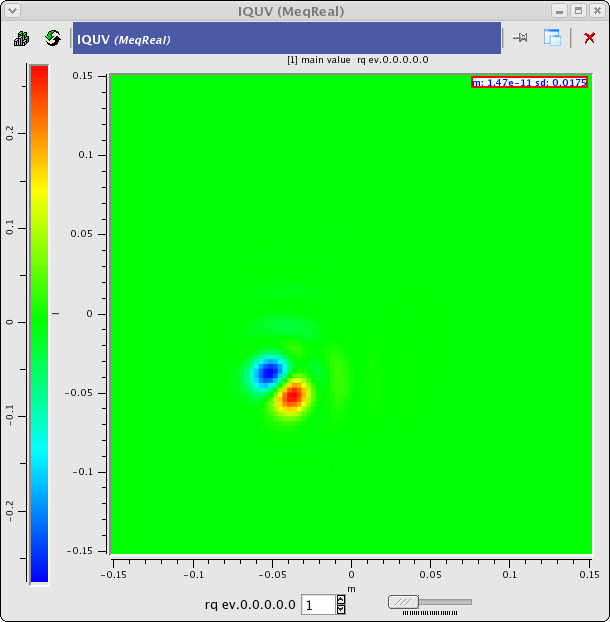 IQUV (MeqReal)
IQUV (MeqReal)
[1] main value rq ev.0.0.0.0.0
m: 1.47e-11 sd: 0.0175
0.2
0.1
0
-0.1
-0.2
0.15
0.1
0.05
0
-0.05
-0.1
-0.15
l
-0.15 -0.1 -0.05 0 0.05 0.1 0.15
m
rq ev.0.0.0.0.0 1